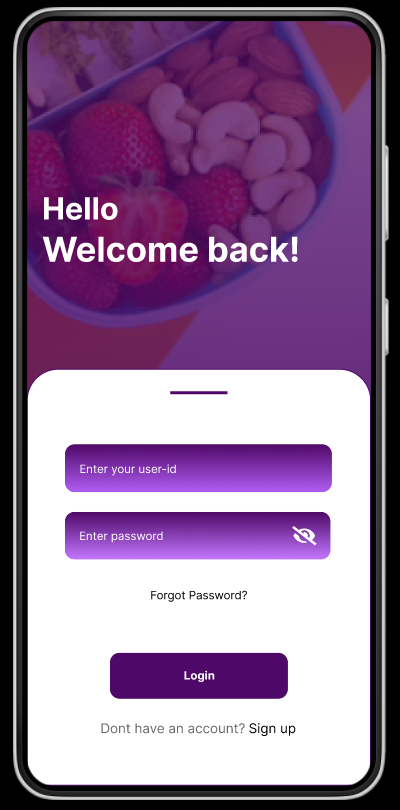 Hello
Welcome back!
Enter your user-id
Enter password
Forgot Password?
Login
Dont have an account? Sign up